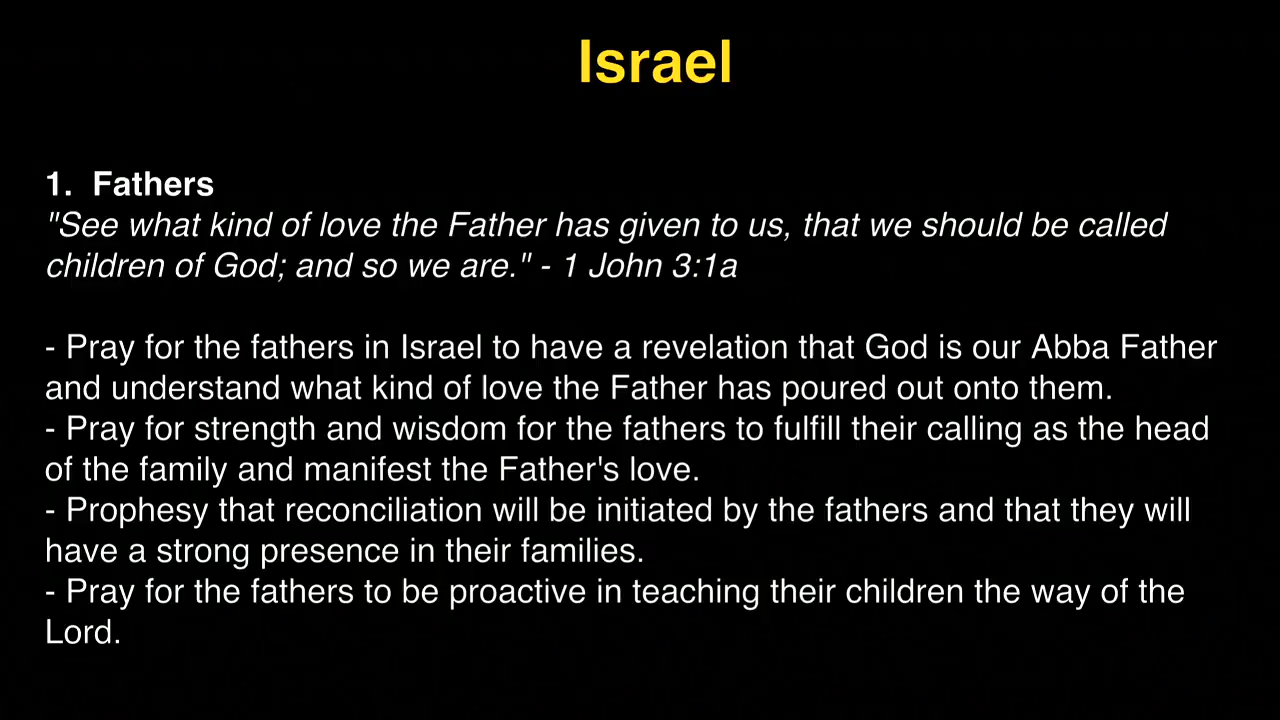 Israel
1.  Fathers
"See what kind of love the Father has given to us, that we should be called
children of God; and so we are." - 1 John 3:1a
- Pray for the fathers in Israel to have a revelation that God is our Abba Father
and understand what kind of love the Father has poured out onto them.
- Pray for strength and wisdom for the fathers to fulfill their calling as the head
of the family and manifest the Father's love.
- Prophesy that reconciliation will be initiated by the fathers and that they will
have a strong presence in their families.
- Pray for the fathers to be proactive in teaching their children the way of the
Lord.